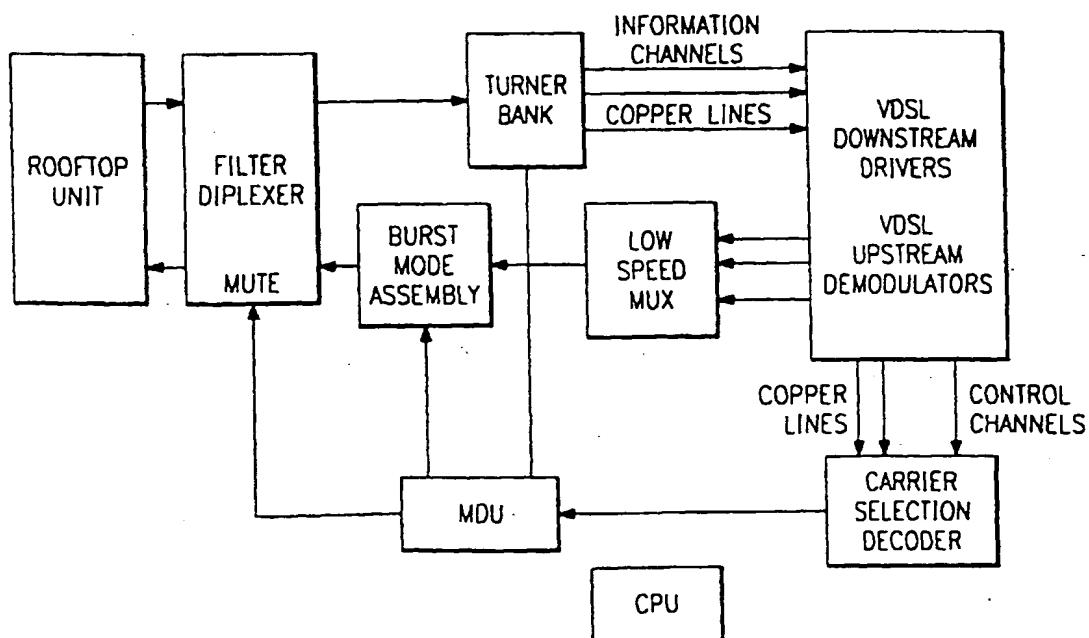 INFORMATION
CHANNELS
TURNER
BANK
COPPER LINES
VDSL
DOWNSTREAM
DRIVERS
VDSL
UPSTREAM
DEMODULATORS
ROOFTOP
UNIT
FILTER
DIPLEXER
MUTE
BURST
MODE
ASSEMBLY
LOW
SPEED
MUX
COPPER
LINES
CONTROL
CHANNELS
MDU
CARRIER
SELECTION
DECODER
CPU